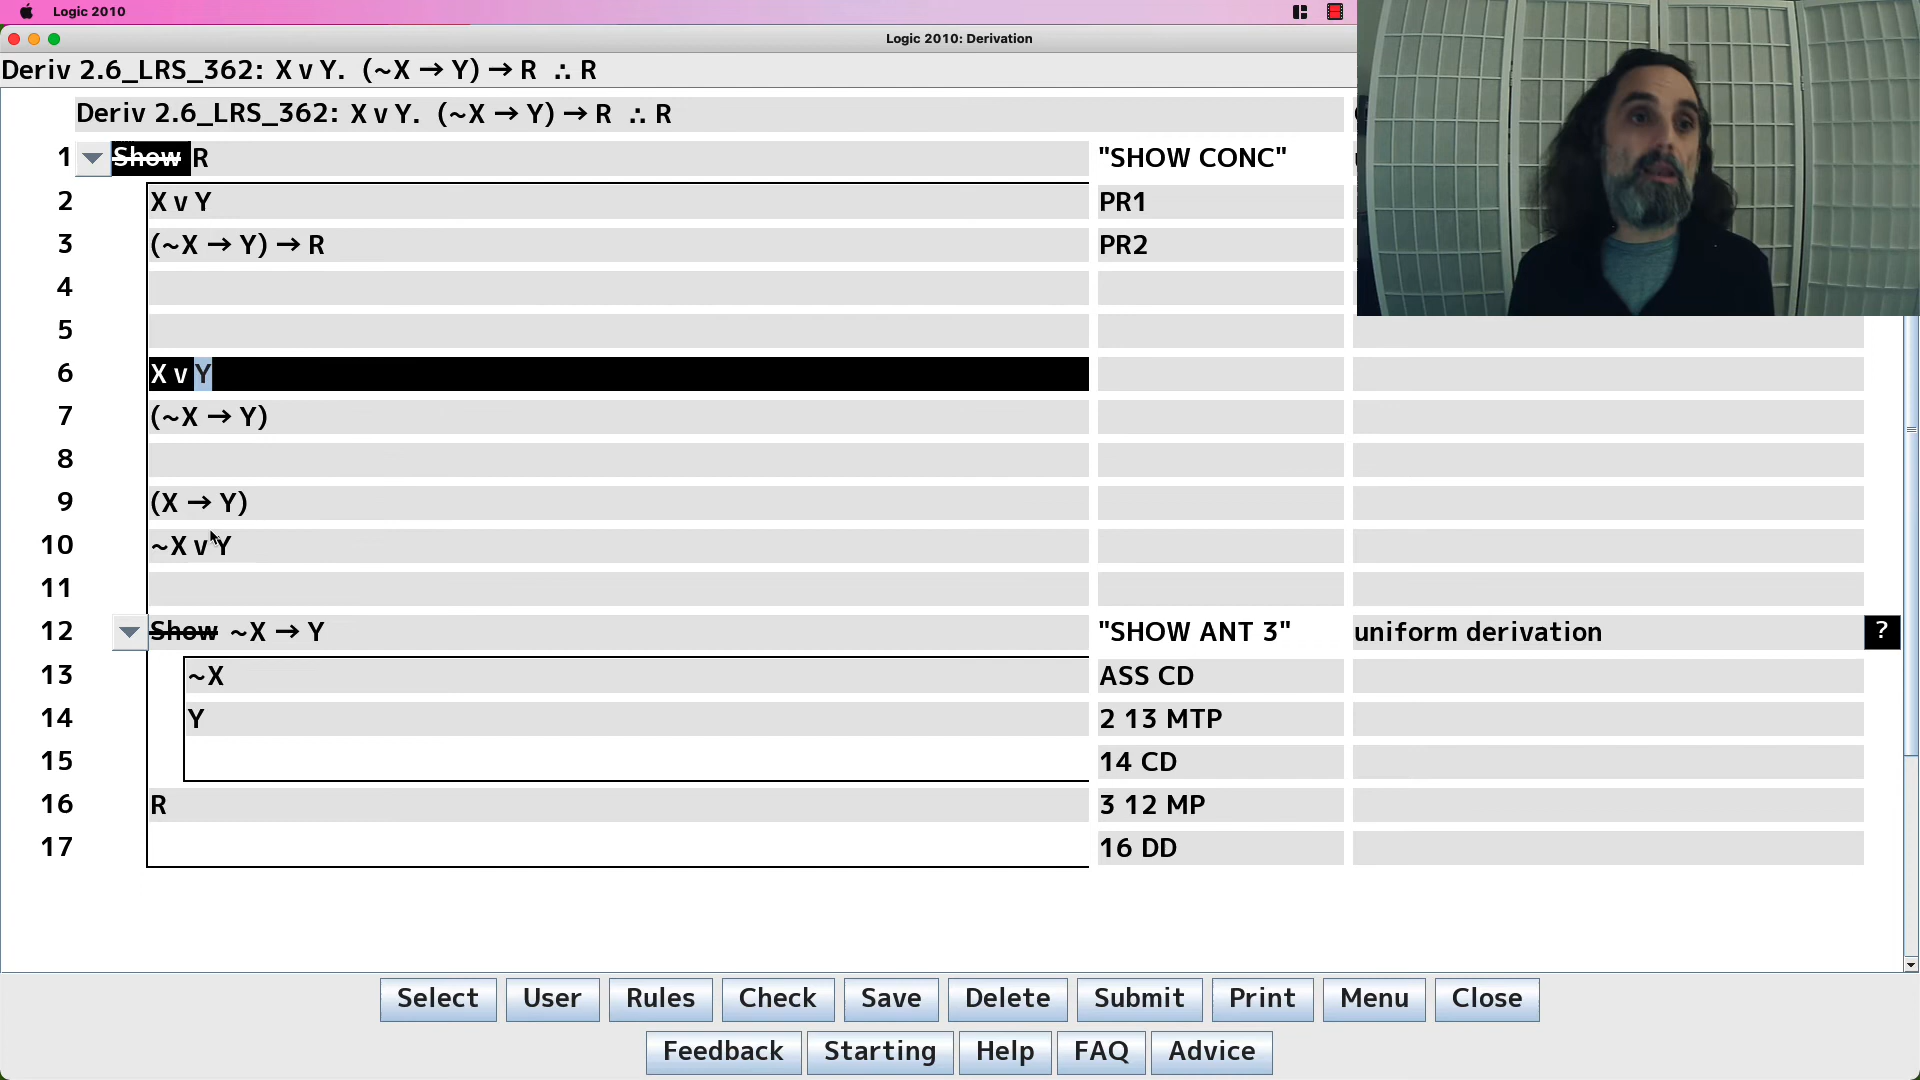 Logic 2010
Logic 2010: Derivation
Deriv 2.6_LRS_362: X v Y. (~X → Y) → R ∴ R
Deriv 2.6_LRS_362: X v Y. (~X → Y) → R ∴ R
1 Show R "SHOW CONC"
2 X v Y PR1
3 (~X → Y) → R PR2
4
5
6 X v Y
7 (~X → Y)
8
9 (X → Y)
10 ~X v Y
11
12 Show ~X → Y "SHOW ANT 3" uniform derivation ?
13 ~X ASS CD
14 Y 2 13 MTP
15 14 CD
16 R 3 12 MP
17 16 DD
Select User Rules Check Save Delete Submit Print Menu Close
Feedback Starting Help FAQ Advice